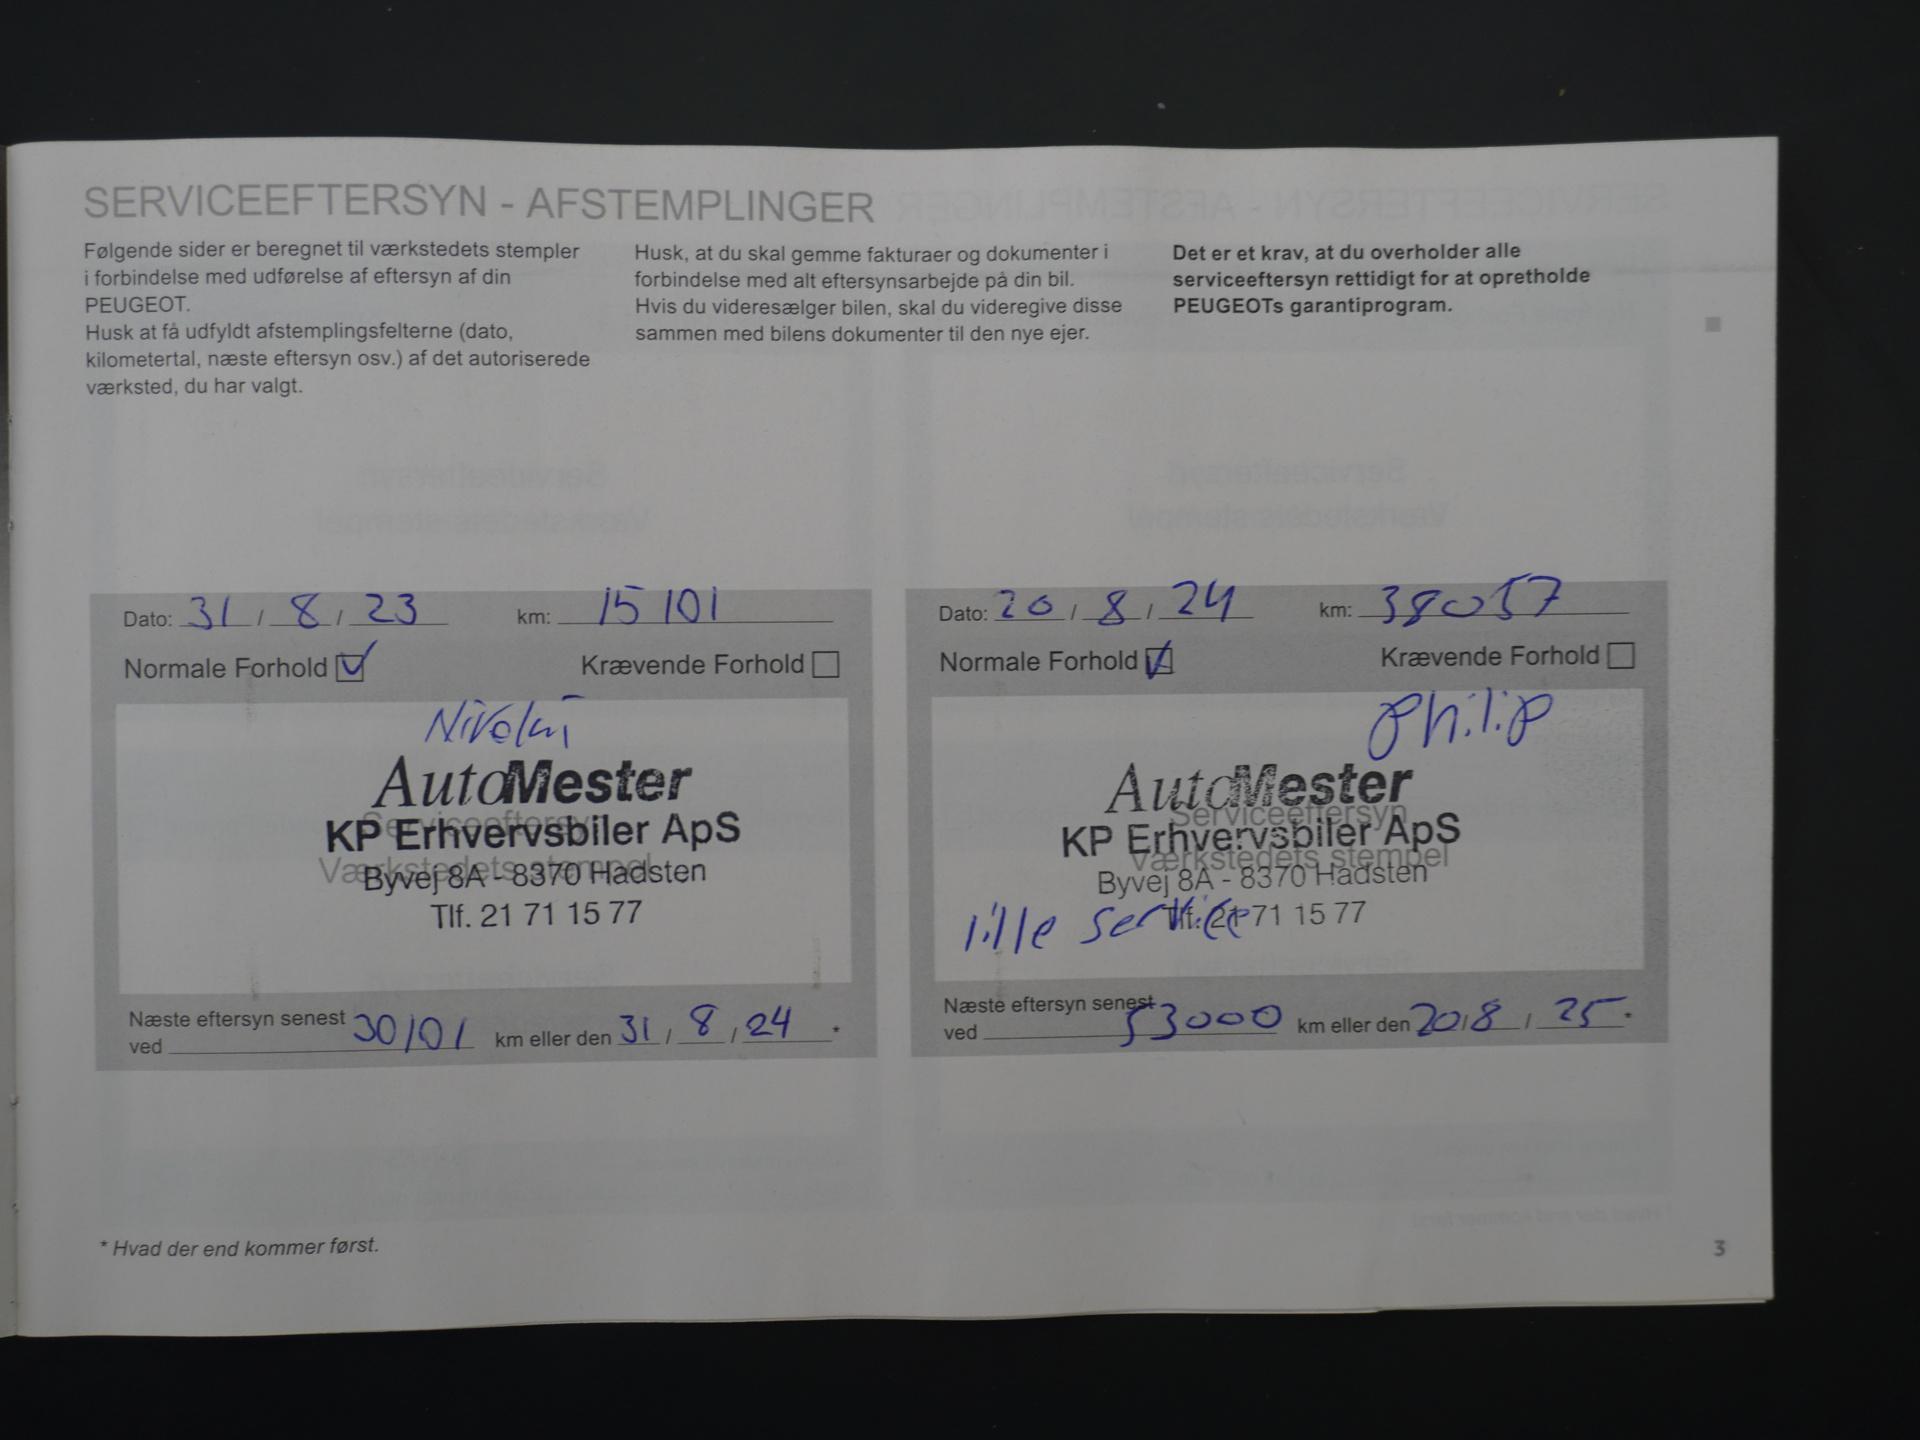 SERVICEEFTERSYN - AFSTEMPLINGER
Følgende sider er beregnet til værkstedets stempler
i forbindelse med udførelse af eftersyn af din
PEUGEOT.
Husk at få udfyldt afstemplingsfelterne (dato,
kilometertal, næste eftersyn osv.) af det autoriserede
værksted, du har valgt.
Husk, at du skal gemme fakturaer og dokumenter i
forbindelse med alt eftersynsarbejde på din bil.
Hvis du videresælger bilen, skal du videregive disse
sammen med bilens dokumenter til den nye ejer.
Det er et krav, at du overholder alle
serviceeftersyn rettidigt for at opretholde
PEUGEOTs garantiprogram.
Dato: 31 / 8 / 23 km: 15101
Normale Forhold Krævende Forhold
AutoMester
Serviceeftersyn
KP Erhvervsbiler ApS
Værkstedets stempel
Byvej 8A - 8370 Hadsten
Tlf. 21 71 15 77
Næste eftersyn senest
ved 30101 km eller den 31 / 8 / 24 *
Dato: 20 / 8 / 24 km: 38057
Normale Forhold Krævende Forhold
Philip
AutoMester
Serviceeftersyn
KP Erhvervsbiler ApS
Værkstedets stempel
Byvej 8A - 8370 Hadsten
Tlf. 21 71 15 77
lille service
Næste eftersyn senest
ved 53000 km eller den 20 / 8 / 25 *
* Hvad der end kommer først.
3